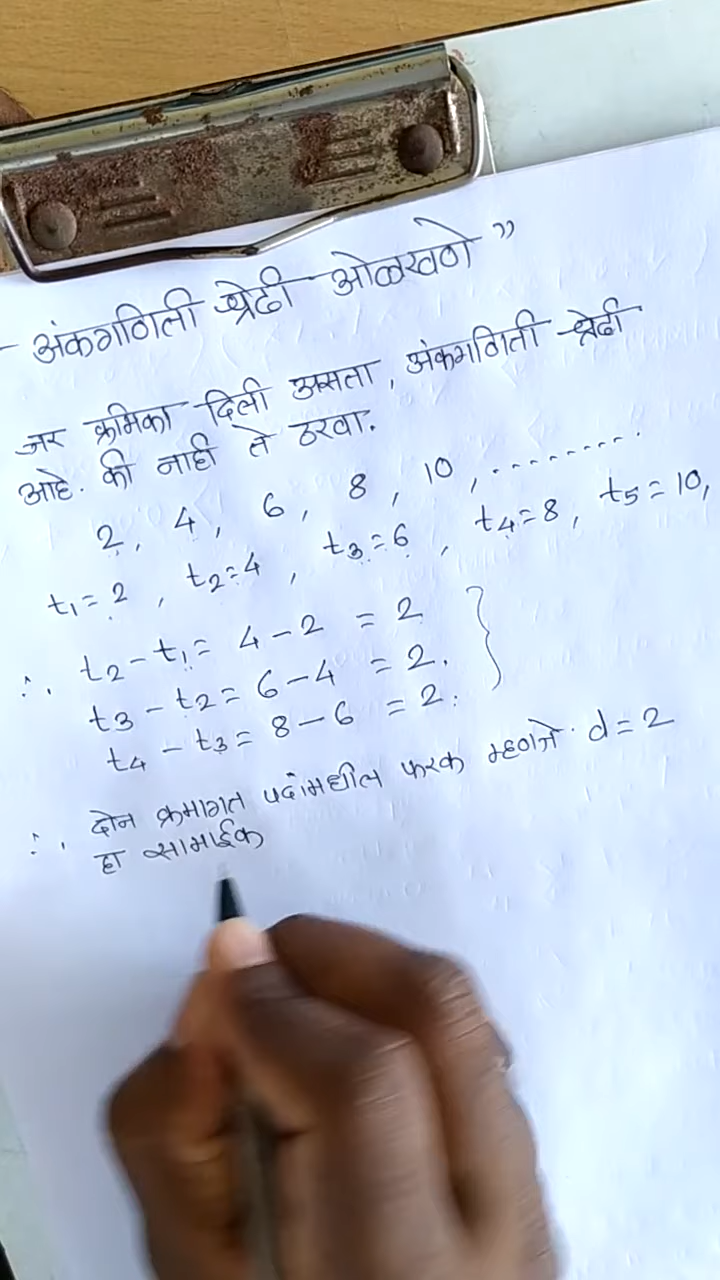 - अंकगणिती श्रेढी ओळखणे ”
जर क्रमिका दिली असता, अंकगणिती श्रेढी
आहे. की नाही ते ठरवा.
2, 4, 6, 8, 10, ........
t₁=2, t₂=4, t₃=6, t₄=8, t₅=10,
∴ t₂-t₁= 4-2 = 2
t₃-t₂= 6-4 = 2.
t₄-t₃= 8-6 = 2.
∴ दोन क्रमागत पदांमधील फरक म्हणजे d=2
हा सामाईक